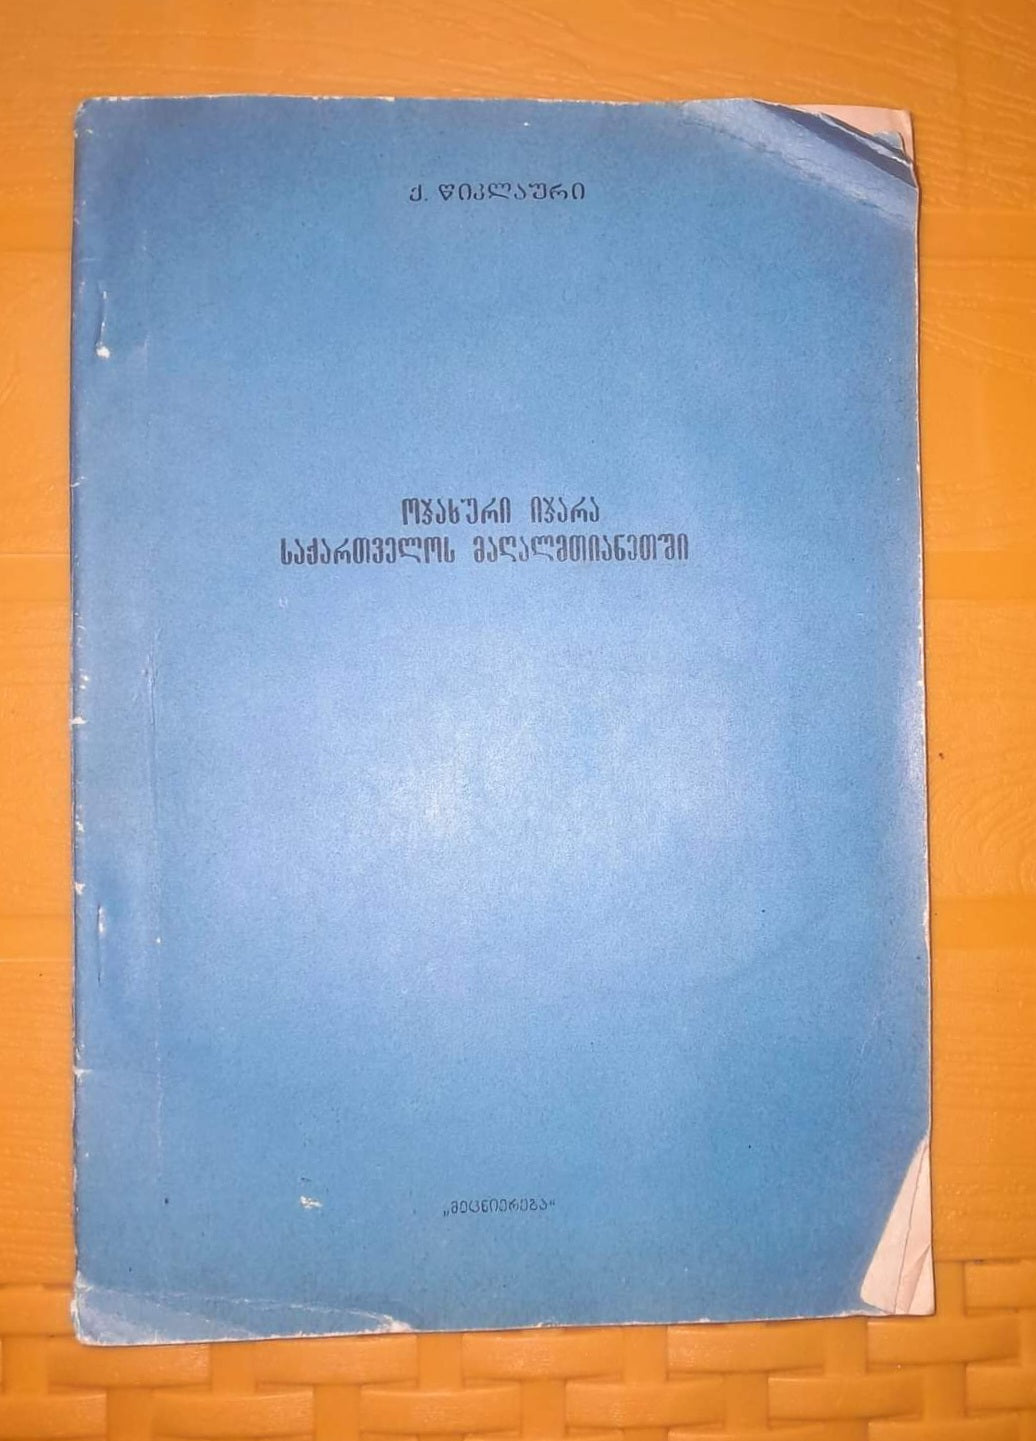 ქ. წიკლაური
ოჯახური იჯარა
საქართველოს მაღალმთიანეთში
„მეცნიერება“